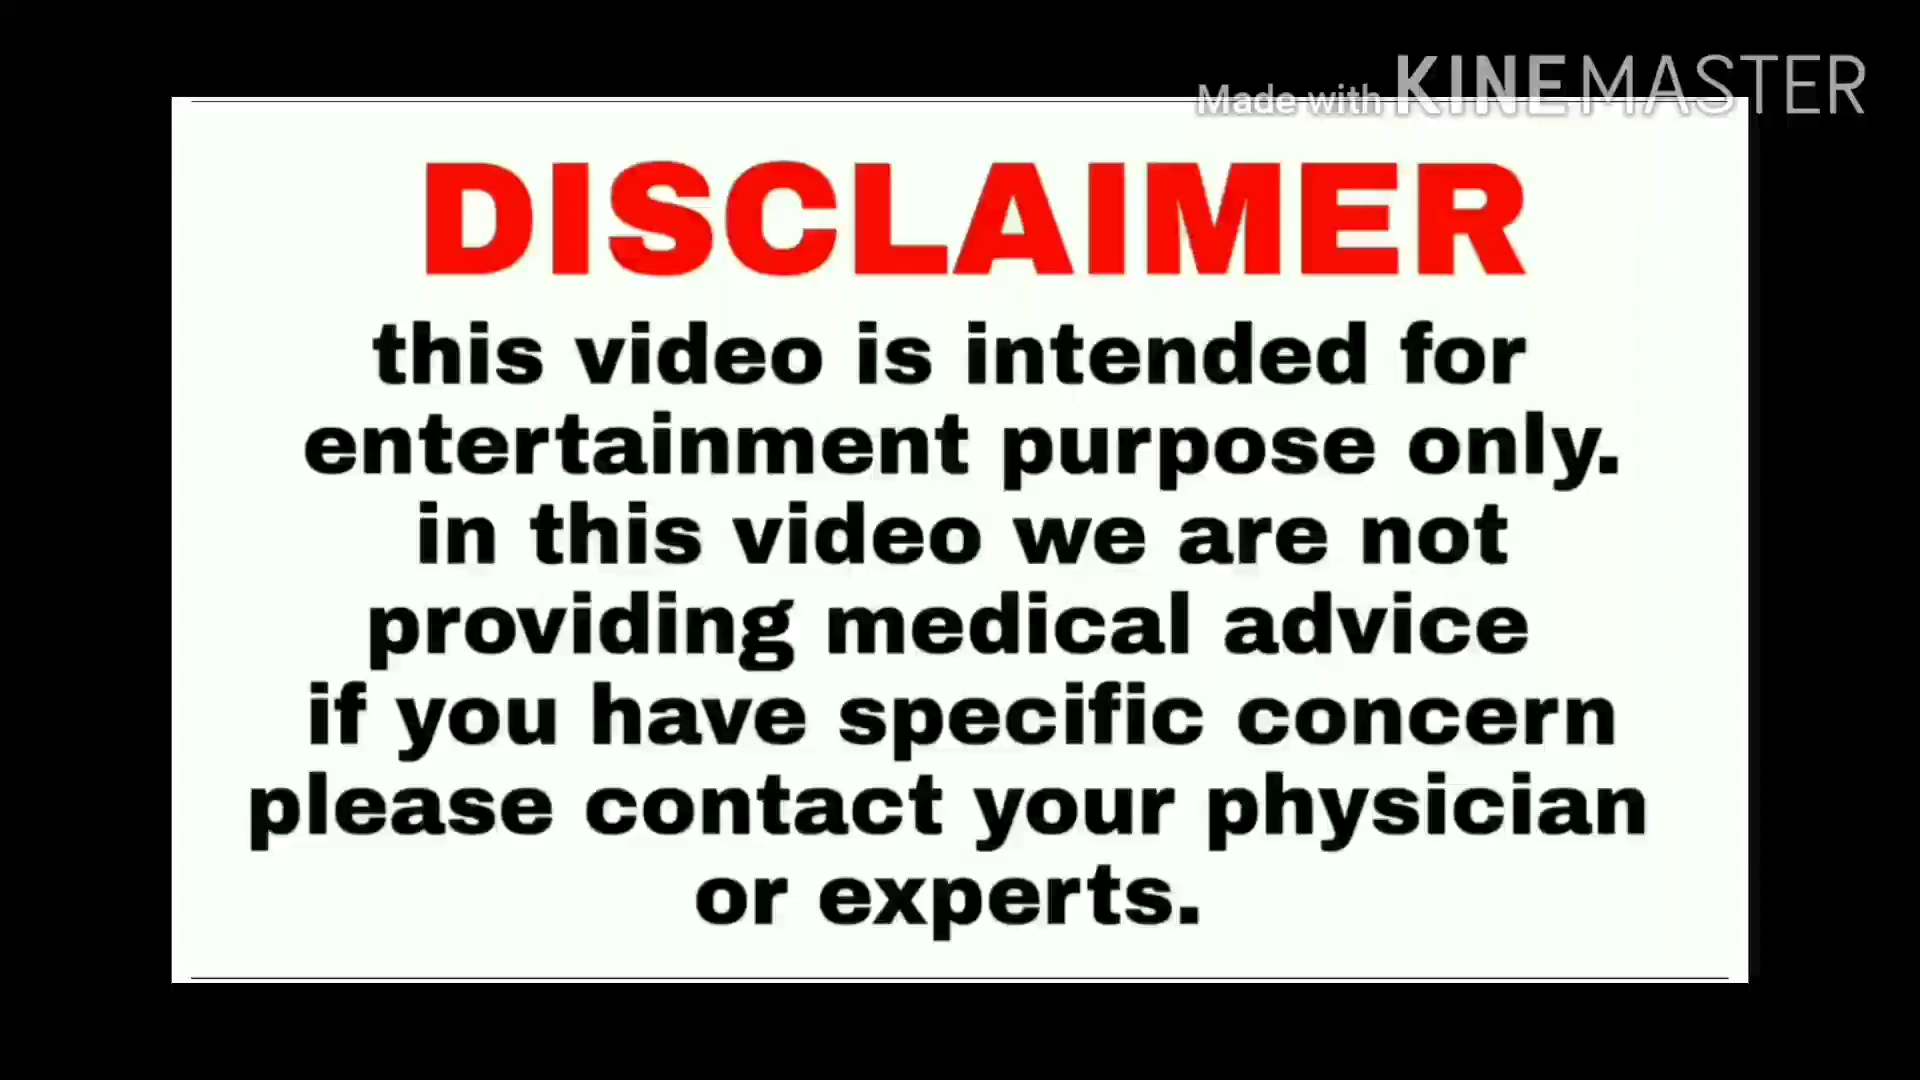 Made with KINEMASTER
DISCLAIMER
this video is intended for
entertainment purpose only.
in this video we are not
providing medical advice
if you have specific concern
please contact your physician
or experts.